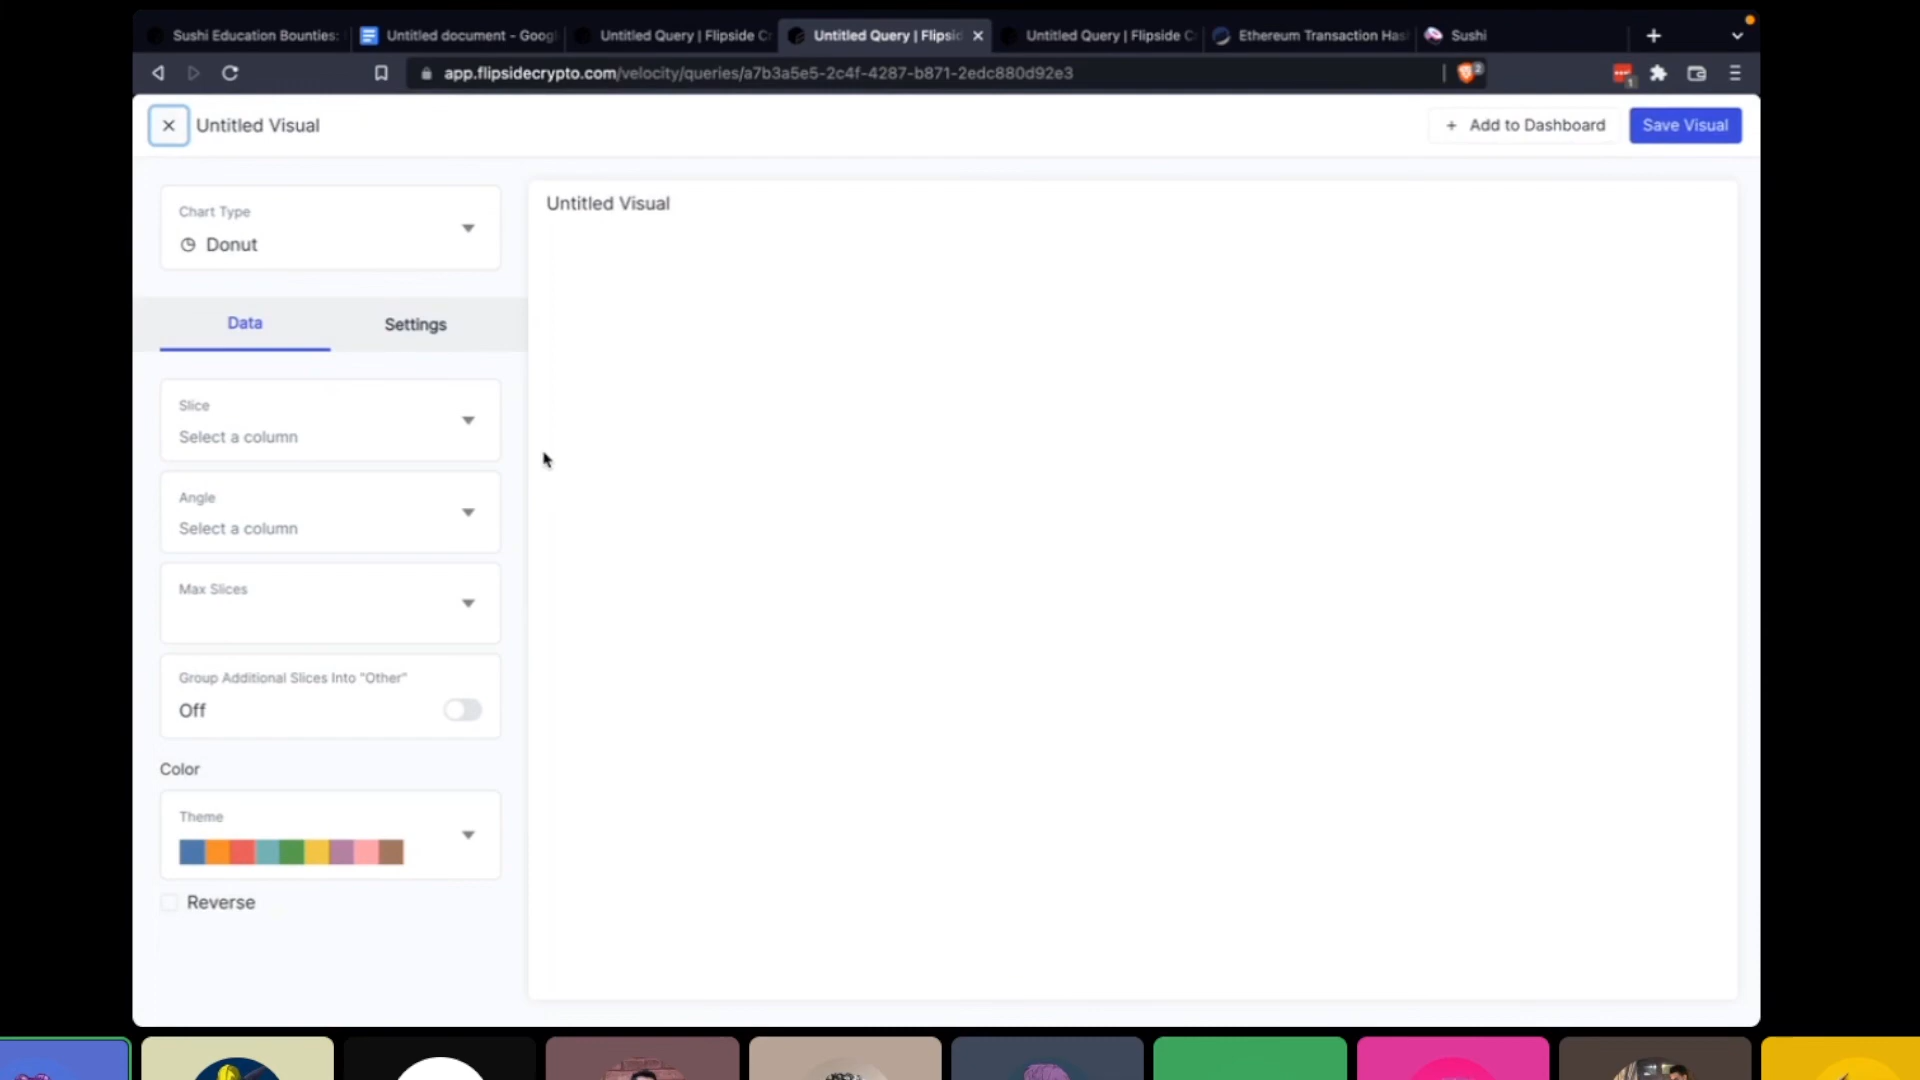 Sushi Education Bounties:
Untitled document - Googl
Untitled Query | Flipside C
Untitled Query | Flipsid
Untitled Query | Flipside C
Ethereum Transaction Has
Sushi
app.flipsidecrypto.com/velocity/queries/a7b3a5e5-2c4f-4287-b871-2edc880d92e3
2
1
Untitled Visual
+ Add to Dashboard
Save Visual
Chart Type
Donut
Data
Settings
Slice
Select a column
Angle
Select a column
Max Slices
Group Additional Slices Into "Other"
Off
Color
Theme
Reverse
Untitled Visual